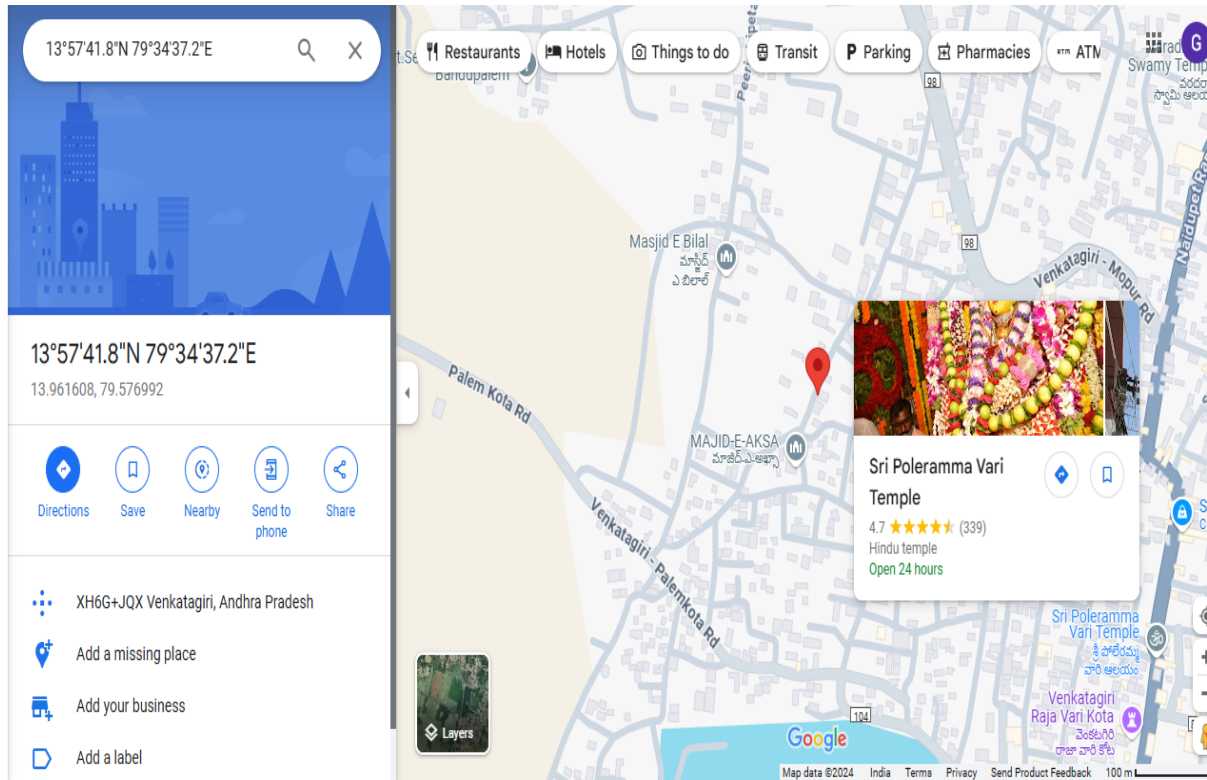 13°57'41.8"N 79°34'37.2"E
Restaurants
Hotels
Things to do
Transit
Parking
Pharmacies
ATM
G
Bandupalem
98
Swamy Temp
Masjid E Bilal
మాస్జిద్
ఎ బిలాల్
98
Venkatagiri - Mopur Rd
13°57'41.8"N 79°34'37.2"E
13.961608, 79.576992
Palem Kota Rd
MAJID-E-AKSA
మాజిద్-ఎ-అఖ్సా
Sri Poleramma Vari
Temple
4.7 (339)
Hindu temple
Open 24 hours
Directions
Save
Nearby
Send to
phone
Share
Venkatagiri - Palemkota Rd
XH6G+JQX Venkatagiri, Andhra Pradesh
Add a missing place
Add your business
Add a label
Sri Poleramma
Vari Temple
శ్రీ పోలేరమ్మ
వారి ఆలయం
Venkatagiri
Raja Vari Kota
వెంకటగిరి
రాజా వారి కోట
104
Layers
Google
Map data ©2024 India Terms Privacy Send Product Feedback 100 m